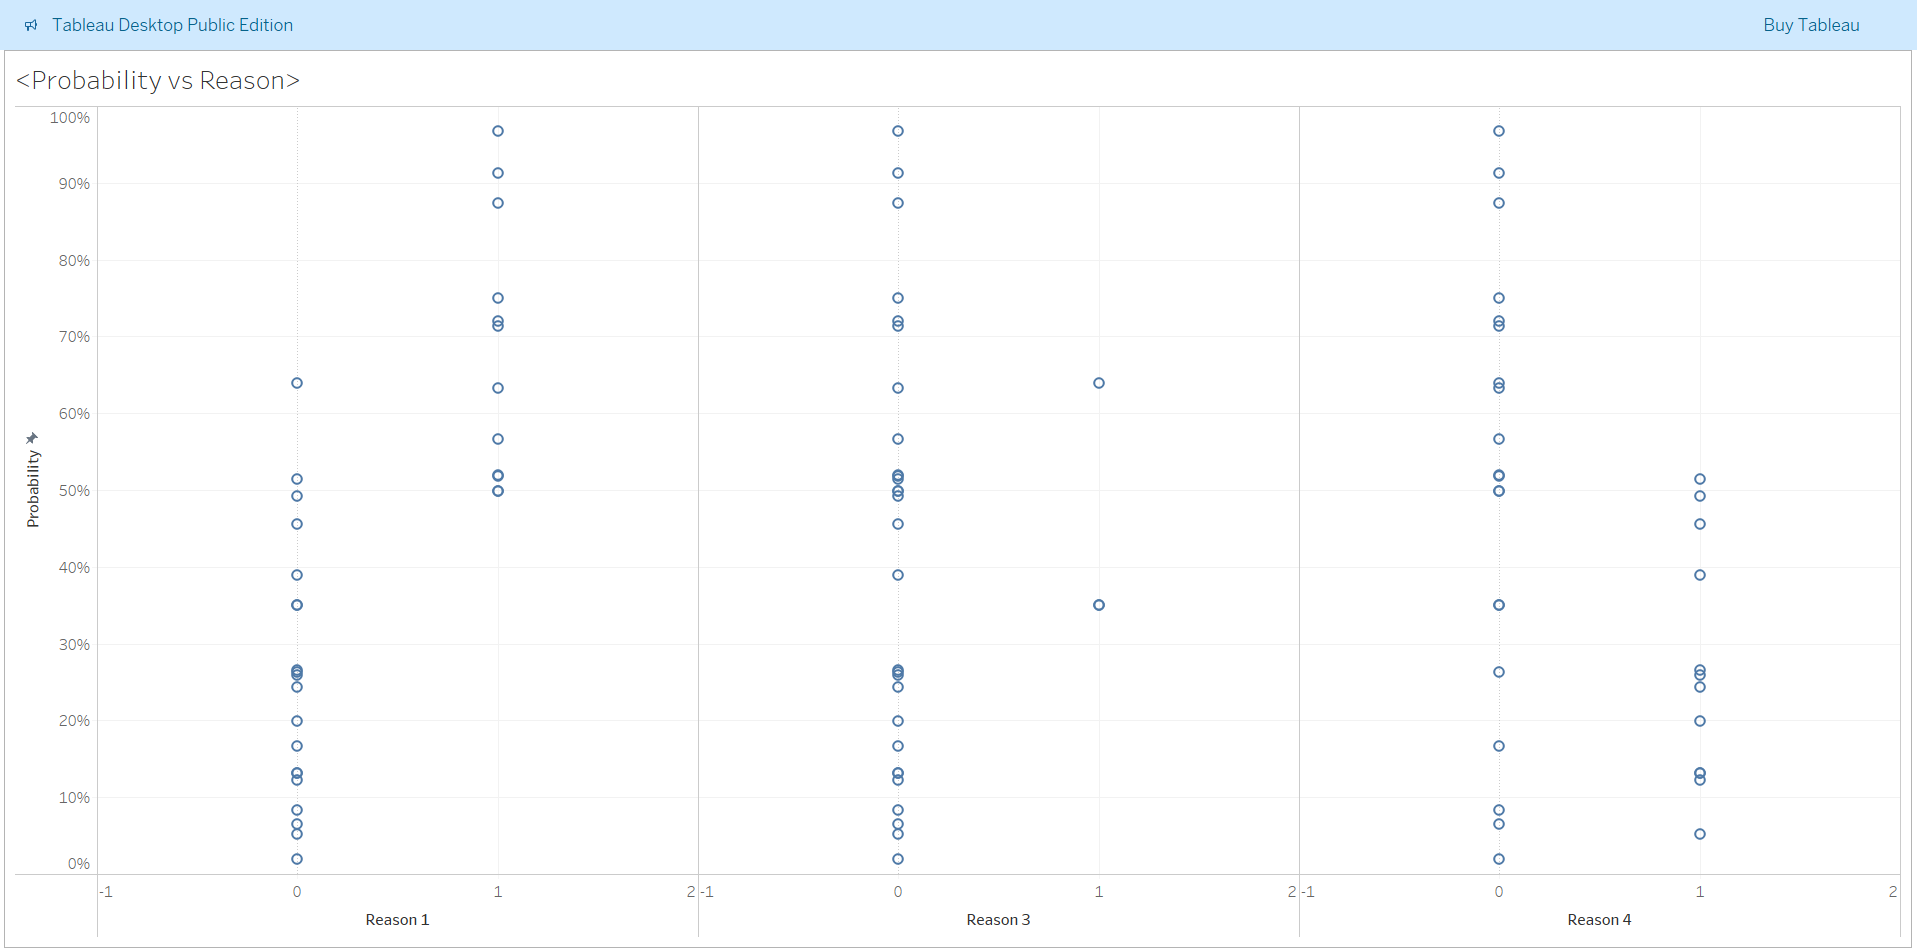 Tableau Desktop Public Edition
Buy Tableau
<Probability vs Reason>
100%
90%
80%
70%
60%
50%
40%
30%
20%
10%
0%
Probability
-1 0 1 2 -1 0 1 2 -1 0 1 2
Reason 1 Reason 3 Reason 4